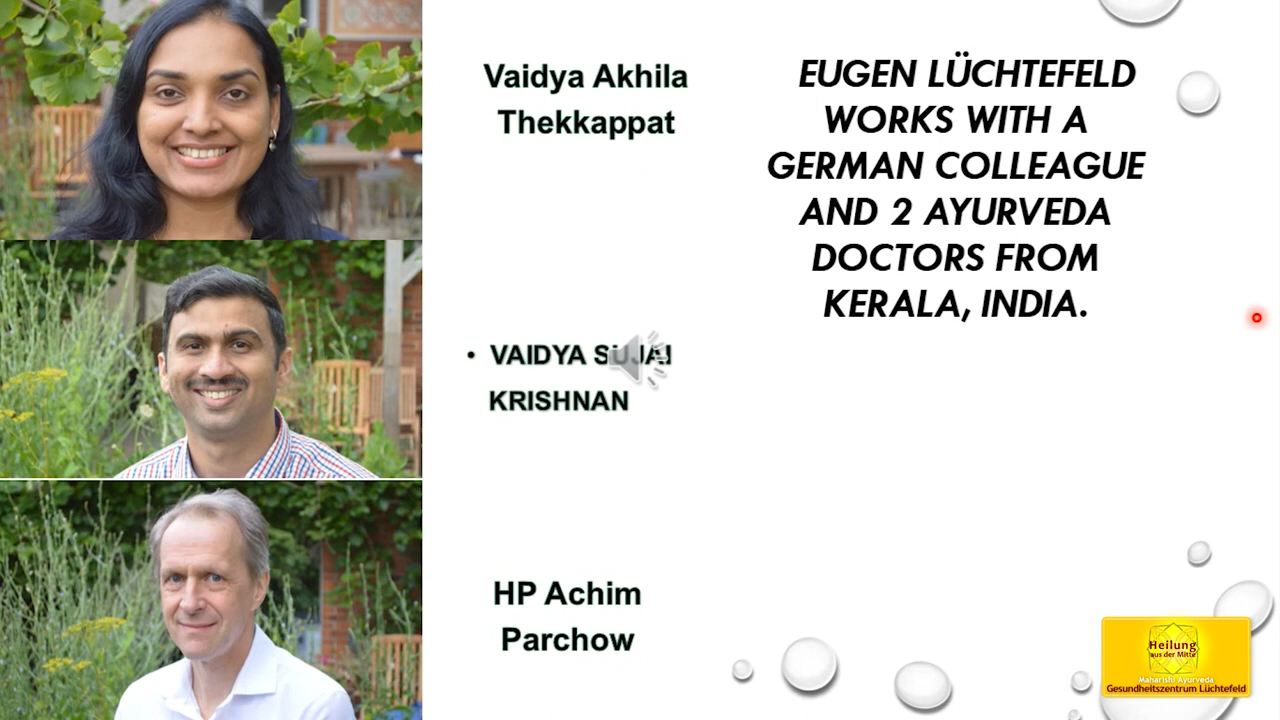 Vaidya Akhila
Thekkappat
• VAIDYA SUJAI
KRISHNAN
HP Achim
Parchow
EUGEN LÜCHTEFELD
WORKS WITH A
GERMAN COLLEAGUE
AND 2 AYURVEDA
DOCTORS FROM
KERALA, INDIA.
Heilung
aus der Mitte
Maharishi Ayurveda
Gesundheitszentrum Lüchtefeld